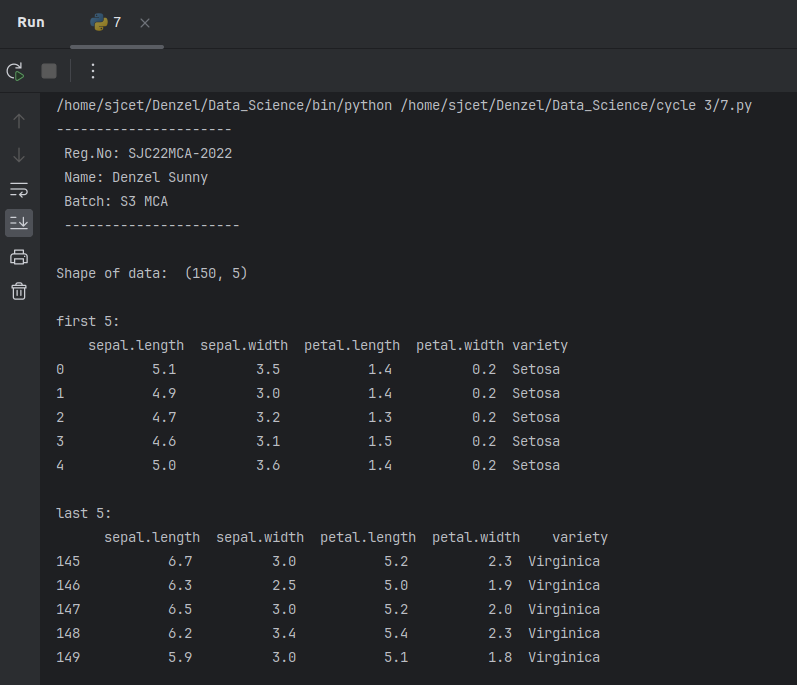 Run 7
/home/sjcet/Denzel/Data_Science/bin/python /home/sjcet/Denzel/Data_Science/cycle 3/7.py
----------------------
 Reg.No: SJC22MCA-2022
 Name: Denzel Sunny
 Batch: S3 MCA
 ----------------------
Shape of data:  (150, 5)
first 5:
    sepal.length  sepal.width  petal.length  petal.width variety
0           5.1          3.5           1.4          0.2  Setosa
1           4.9          3.0           1.4          0.2  Setosa
2           4.7          3.2           1.3          0.2  Setosa
3           4.6          3.1           1.5          0.2  Setosa
4           5.0          3.6           1.4          0.2  Setosa
last 5:
      sepal.length  sepal.width  petal.length  petal.width    variety
145           6.7          3.0           5.2          2.3  Virginica
146           6.3          2.5           5.0          1.9  Virginica
147           6.5          3.0           5.2          2.0  Virginica
148           6.2          3.4           5.4          2.3  Virginica
149           5.9          3.0           5.1          1.8  Virginica